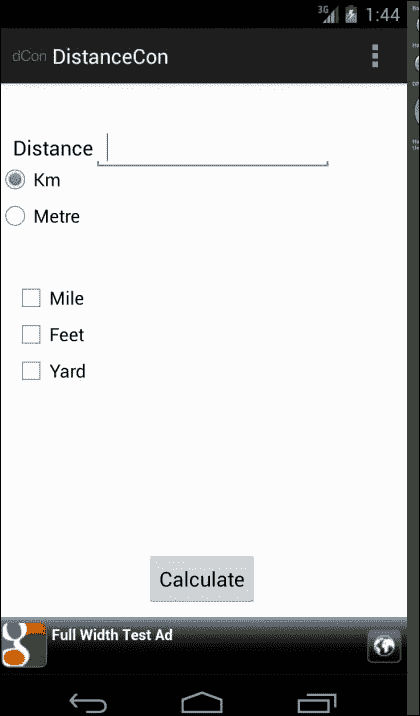 3G 1:44
dCon DistanceCon
Distance
Km
Metre
Mile
Feet
Yard
Calculate
Full Width Test Ad